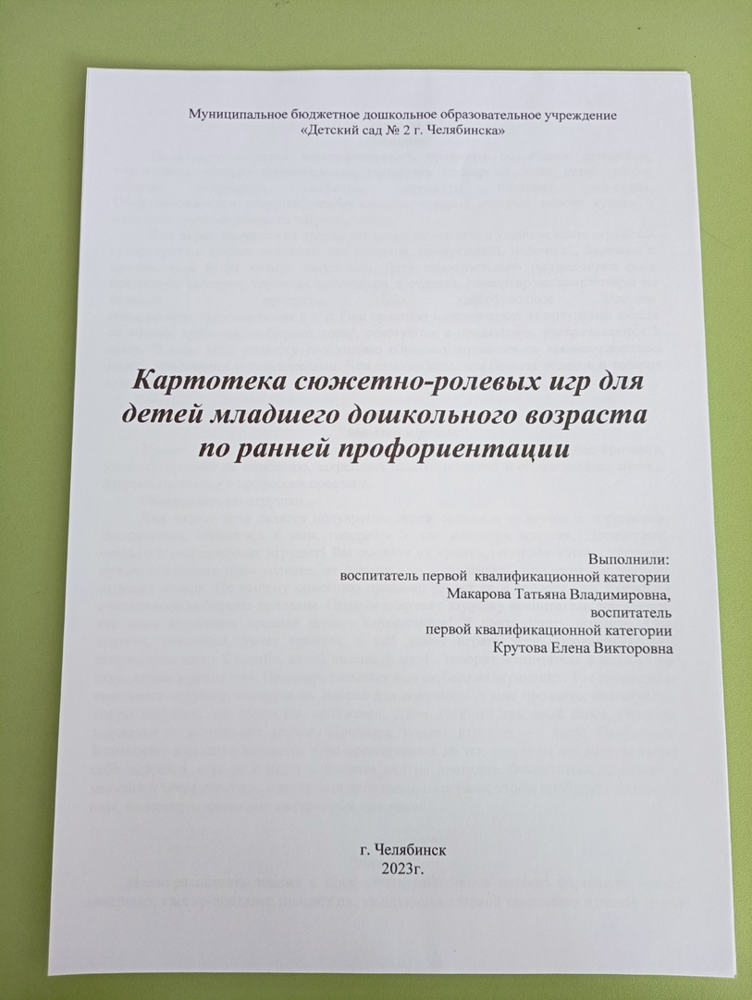 Муниципальное бюджетное дошкольное образовательное учреждение
«Детский сад № 2 г. Челябинска»
Картотека сюжетно-ролевых игр для
детей младшего дошкольного возраста
по ранней профориентации
Выполнили:
воспитатель первой квалификационной категории
Макарова Татьяна Владимировна,
воспитатель
первой квалификационной категории
Крутова Елена Викторовна
г. Челябинск
2023г.